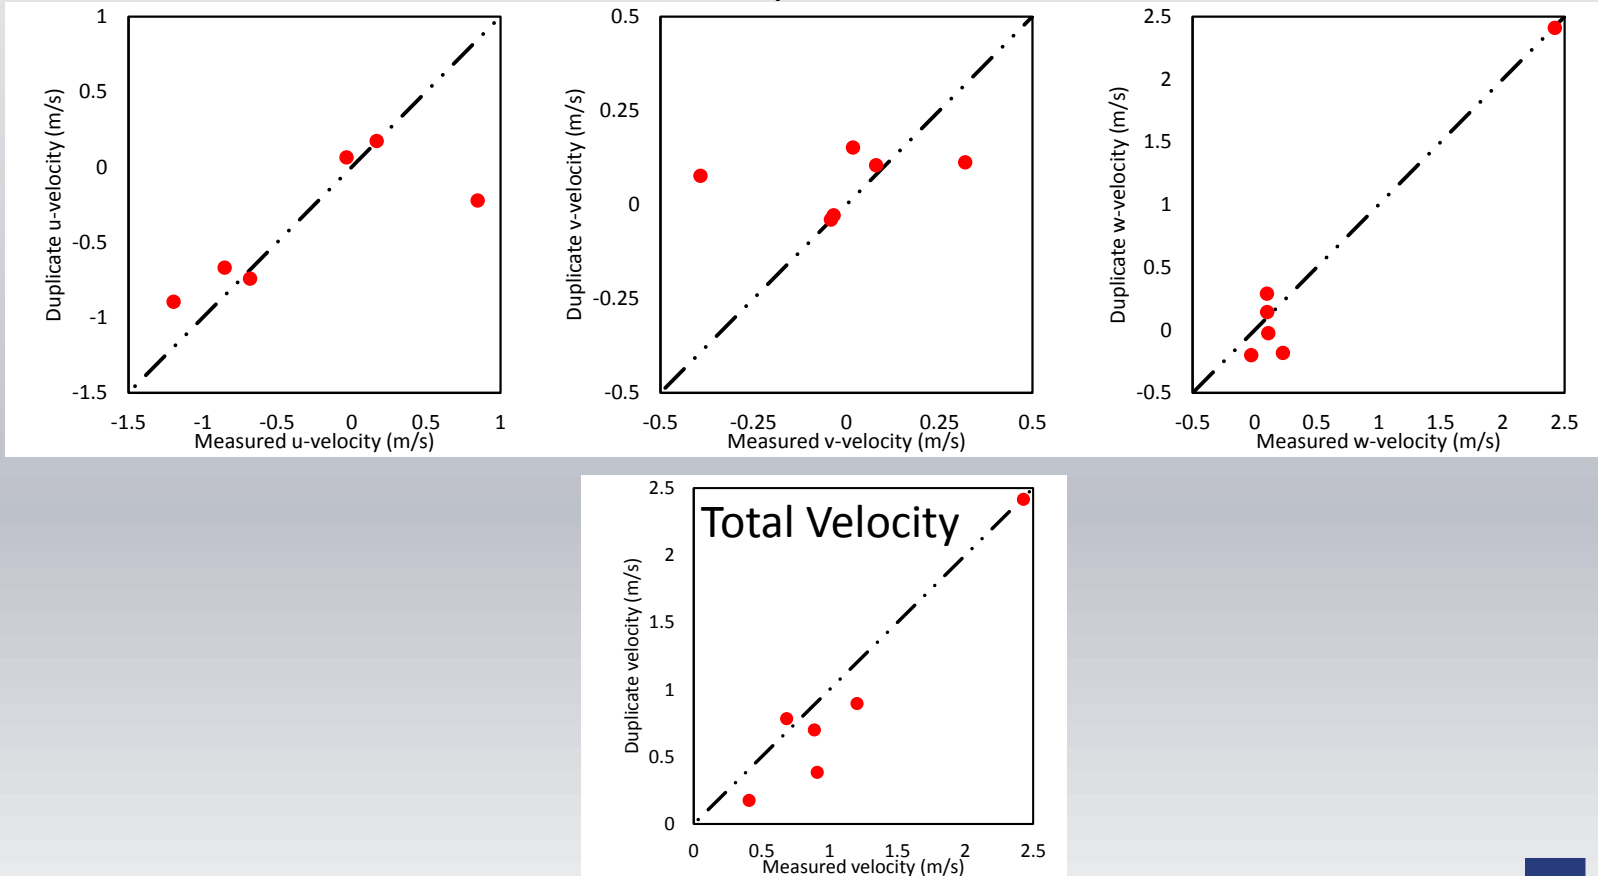 1
0.5
0
-0.5
-1
-1.5
-1.5 -1 -0.5 0 0.5 1
Duplicate u-velocity (m/s)
Measured u-velocity (m/s)
0.5
0.25
0
-0.25
-0.5
-0.5 -0.25 0 0.25 0.5
Duplicate v-velocity (m/s)
Measured v-velocity (m/s)
2.5
2
1.5
1
0.5
0
-0.5
-0.5 0 0.5 1 1.5 2 2.5
Duplicate w-velocity (m/s)
Measured w-velocity (m/s)
Total Velocity
2.5
2
1.5
1
0.5
0
0 0.5 1 1.5 2 2.5
Duplicate velocity (m/s)
Measured velocity (m/s)